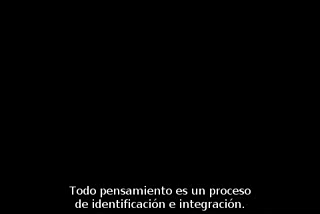 Todo pensamiento es un proceso
de identificación e integración.